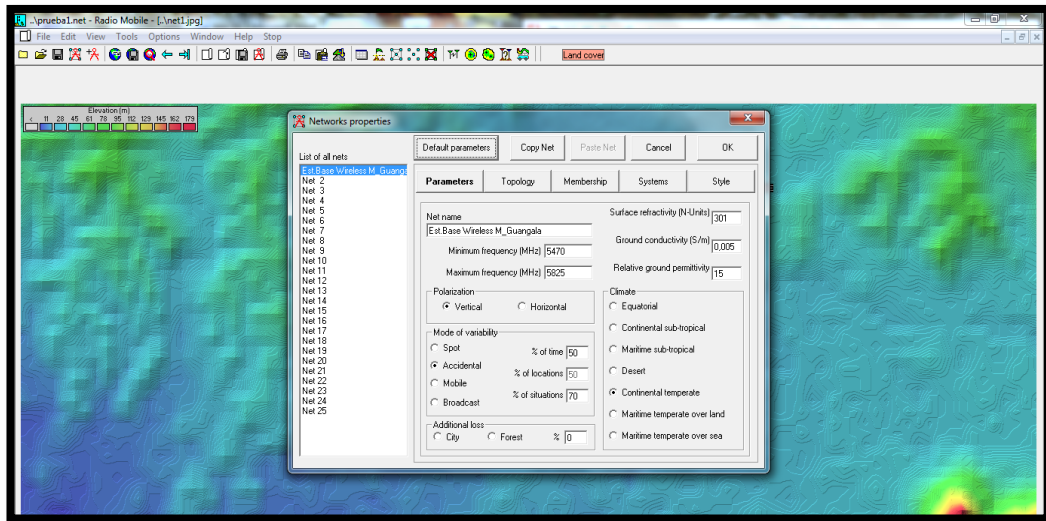 ..\prueba1.net - Radio Mobile - [..\net1.jpg]
File Edit View Tools Options Window Help Stop
Land cover
Elevation (m)
< 11 28 45 61 78 95 112 129 145 162 179
Networks properties
List of all nets
Est.Base Wireless M_Guanga
Net 2
Net 3
Net 4
Net 5
Net 6
Net 7
Net 8
Net 9
Net 10
Net 11
Net 12
Net 13
Net 14
Net 15
Net 16
Net 17
Net 18
Net 19
Net 20
Net 21
Net 22
Net 23
Net 24
Net 25
Default parameters Copy Net Paste Net Cancel OK
Parameters Topology Membership Systems Style
Net name
Est.Base Wireless M_Guangala
Minimum frequency (MHz) 5470
Maximum frequency (MHz) 5825
Surface refractivity (N-Units) 301
Ground conductivity (S/m) 0,005
Relative ground permittivity 15
Polarization
Vertical Horizontal
Mode of variability
Spot
Accidental
Mobile
Broadcast
% of time 50
% of locations 50
% of situations 70
Additional loss
City Forest % 0
Climate
Equatorial
Continental sub-tropical
Maritime sub-tropical
Desert
Continental temperate
Maritime temperate over land
Maritime temperate over sea